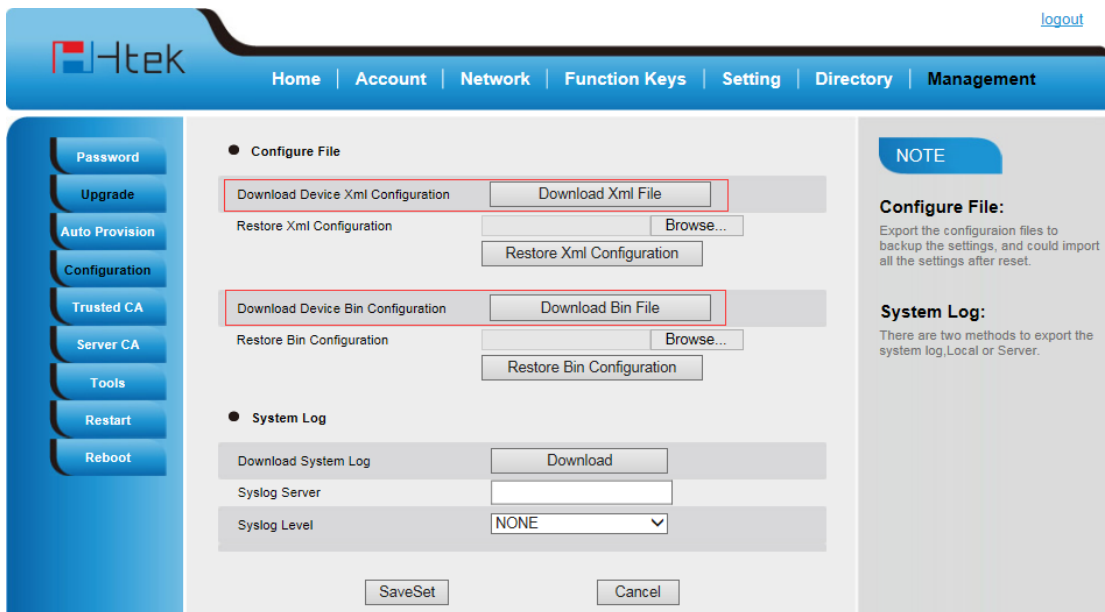 logout
Htek
Home Account Network Function Keys Setting Directory Management
Password
Upgrade
Auto Provision
Configuration
Trusted CA
Server CA
Tools
Restart
Reboot
Configure File
Download Device Xml Configuration Download Xml File
Restore Xml Configuration Browse...
Restore Xml Configuration
Download Device Bin Configuration Download Bin File
Restore Bin Configuration Browse...
Restore Bin Configuration
System Log
Download System Log Download
Syslog Server
Syslog Level NONE
SaveSet Cancel
NOTE
Configure File:
Export the configuraion files to
backup the settings, and could import
all the settings after reset.
System Log:
There are two methods to export the
system log,Local or Server.